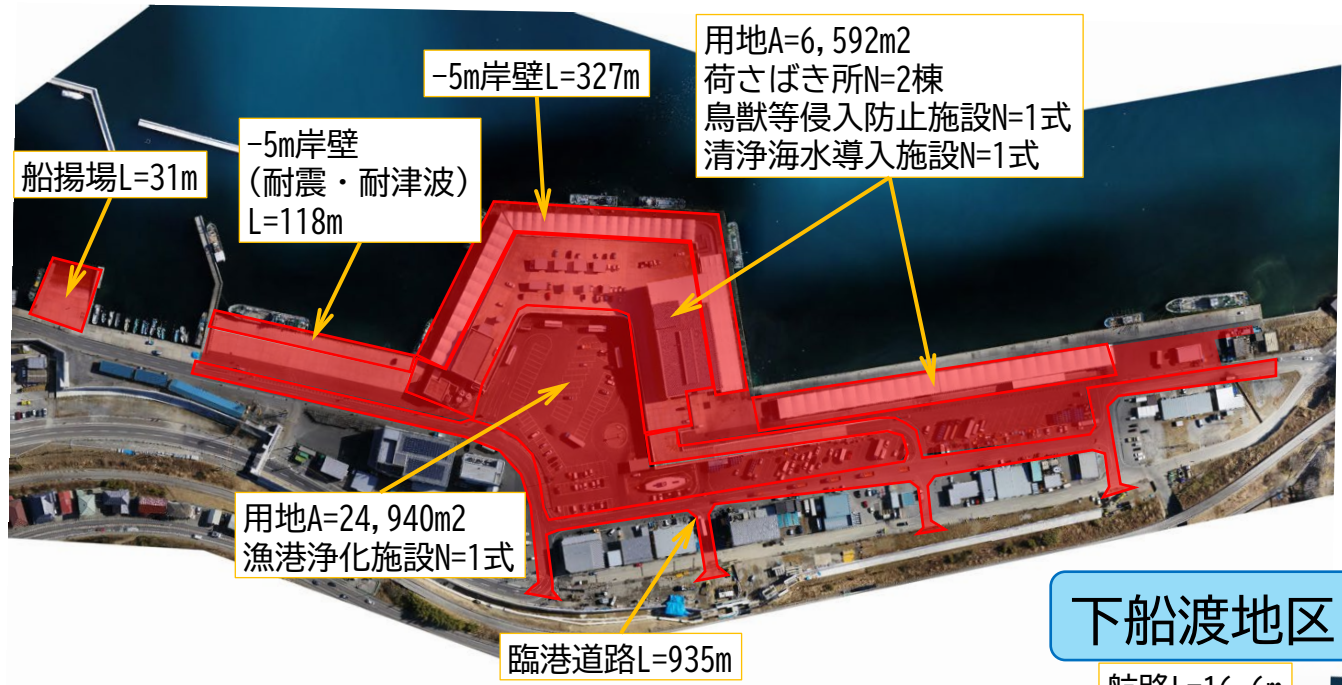 用地A=6,592m2
荷さばき所N=2棟
鳥獣等侵入防止施設N=1式
清浄海水導入施設N=1式
-5m岸壁L=327m
-5m岸壁
(耐震・耐津波)
L=118m
船揚場L=31m
用地A=24,940m2
漁港浄化施設N=1式
臨港道路L=935m
下船渡地区